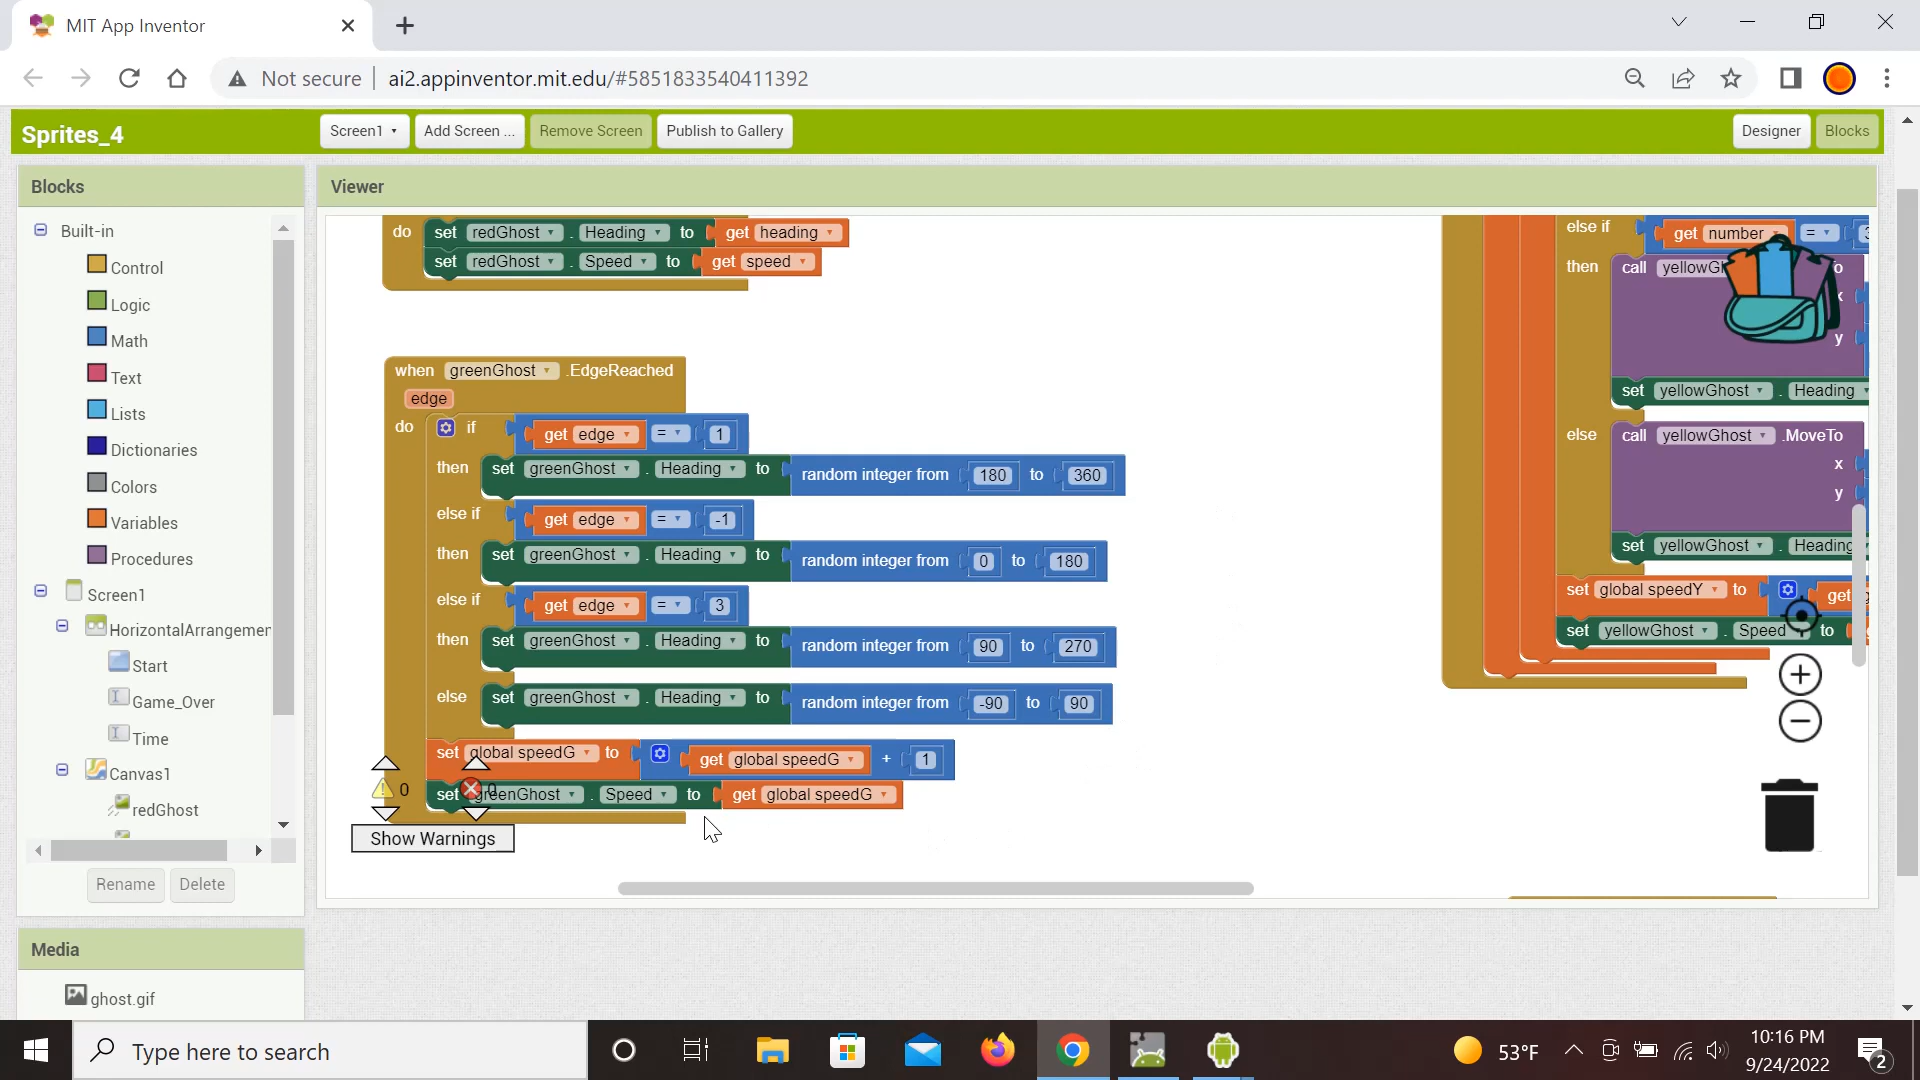 MIT App Inventor
Not secure | ai2.appinventor.mit.edu/#5851833540411392
Sprites_4
Screen1 ▾
Add Screen ...
Remove Screen
Publish to Gallery
Designer
Blocks
Blocks
Viewer
Built-in
Control
Logic
Math
Text
Lists
Dictionaries
Colors
Variables
Procedures
Screen1
HorizontalArrangemen
Start
Game_Over
Time
Canvas1
redGhost
Rename
Delete
Media
ghost.gif
do set redGhost . Heading to get heading
set redGhost . Speed to get speed
when greenGhost .EdgeReached
edge
do if get edge = 1
then set greenGhost . Heading to random integer from 180 to 360
else if get edge = -1
then set greenGhost . Heading to random integer from 0 to 180
else if get edge = 3
then set greenGhost . Heading to random integer from 90 to 270
else set greenGhost . Heading to random integer from -90 to 90
set global speedG to get global speedG + 1
set greenGhost . Speed to get global speedG
0
0
Show Warnings
else if get number =
then call yellowGh
x
y
set yellowGhost . Heading
else call yellowGhost .MoveTo
x
y
set yellowGhost . Heading
set global speedY to get
set yellowGhost . Speed to
Type here to search
53°F
10:16 PM
9/24/2022
2